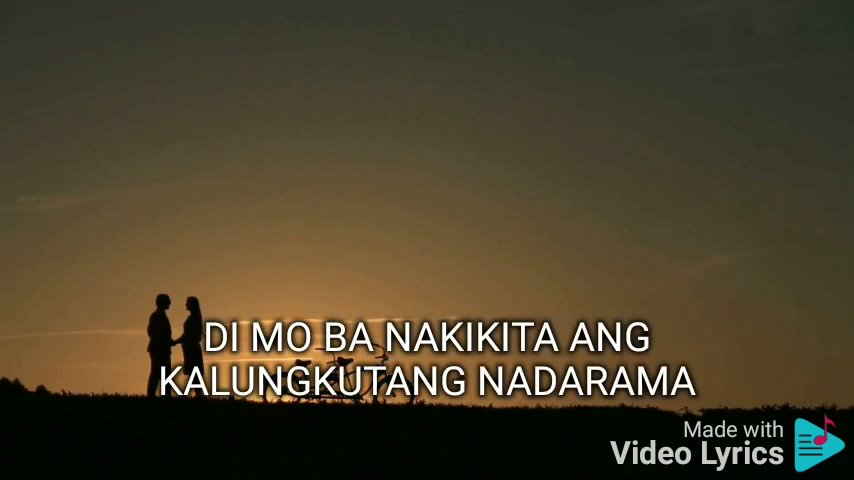 DI MO BA NAKIKITA ANG
KALUNGKUTANG NADARAMA
Made with
Video Lyrics